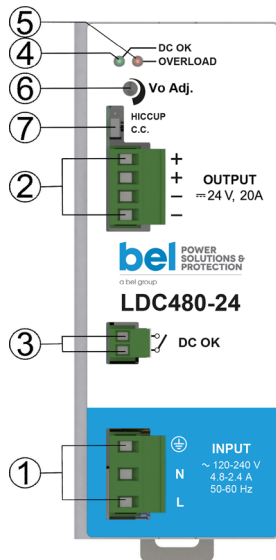 5
4
DC OK
OVERLOAD
6
Vo Adj.
7
HICCUP
C.C.
2
+
+
−
−
OUTPUT
⎓24 V, 20A
bel POWER
SOLUTIONS &
PROTECTION
a bel group
LDC480-24
3
DC OK
1
N
L
INPUT
~ 120-240 V
4.8-2.4 A
50-60 Hz